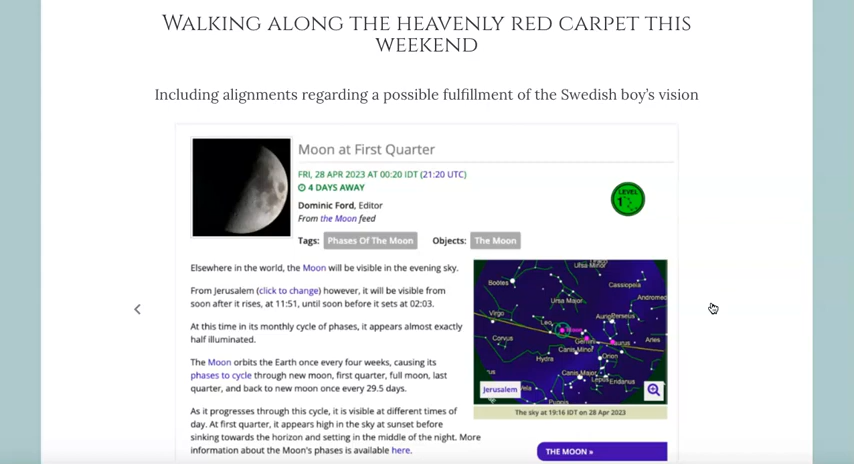 WALKING ALONG THE HEAVENLY RED CARPET THIS
WEEKEND
Including alignments regarding a possible fulfillment of the Swedish boy's vision
Moon at First Quarter
FRI, 28 APR 2023 AT 00:20 IDT (21:20 UTC)
4 DAYS AWAY
Dominic Ford, Editor
From the Moon feed
LEVEL
1
Tags: Phases Of The Moon Objects: The Moon
Elsewhere in the world, the Moon will be visible in the evening sky.
From Jerusalem (click to change) however, it will be visible from
soon after it rises, at 11:51, until soon before it sets at 02:03.
At this time in its monthly cycle of phases, it appears almost exactly
half illuminated.
The Moon orbits the Earth once every four weeks, causing its
phases to cycle through new moon, first quarter, full moon, last
quarter, and back to new moon once every 29.5 days.
As it progresses through this cycle, it is visible at different times of
day. At first quarter, it appears high in the sky at sunset before
sinking towards the horizon and setting in the middle of the night. More
information about the Moon's phases is available here.
Ursa Minor
Boötes
Cassiopeia
Ursa Major
Andromed
Virgo
Auriga
Perseus
Leo
Corvus
Taurus
Aries
Canis Minor
Hydra
Orion
Canis Major
Lepus
Eridanus
Jerusalem
Vela
Puppis
The sky at 19:16 IDT on 28 Apr 2023
THE MOON »